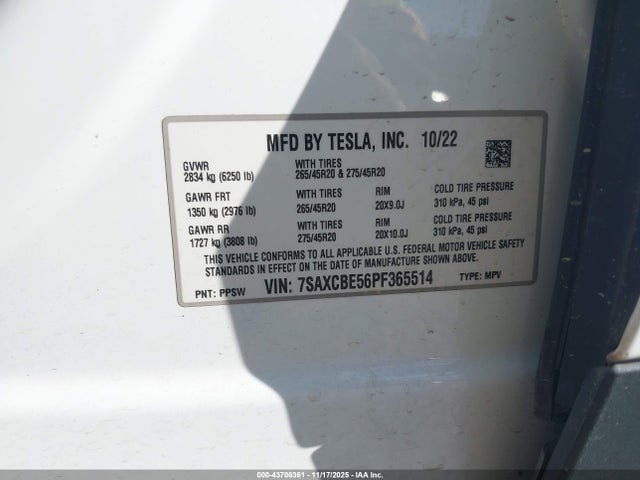 MFD BY TESLA, INC. 10/22
GVWR WITH TIRES
2834 kg (6250 lb) 265/45R20 & 275/45R20
GAWR FRT WITH TIRES RIM COLD TIRE PRESSURE
1350 kg (2976 lb) 265/45R20 20X9.0J 310 kPa, 45 psi
GAWR RR WITH TIRES RIM COLD TIRE PRESSURE
1727 kg (3808 lb) 275/45R20 20X10.0J 310 kPa, 45 psi
THIS VEHICLE CONFORMS TO ALL APPLICABLE U.S. FEDERAL MOTOR VEHICLE SAFETY
STANDARDS IN EFFECT ON THE DATE OF MANUFACTURE SHOWN ABOVE.
PNT: PPSW VIN: 7SAXCBE56PF365514 TYPE: MPV
000-43706351 - 11/17/2025 - IAA Inc.